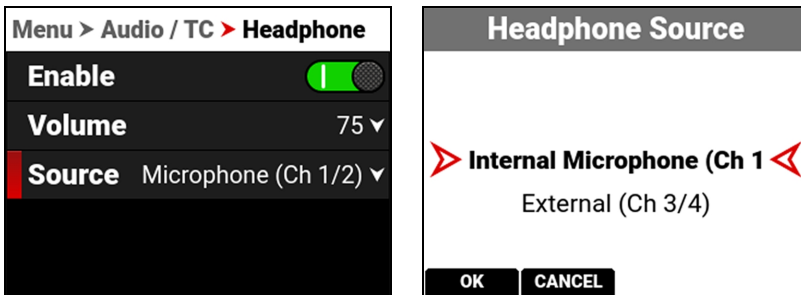 Menu > Audio / TC > Headphone
Enable
Volume 75
Source Microphone (Ch 1/2)
Headphone Source
Internal Microphone (Ch 1
External (Ch 3/4)
OK CANCEL